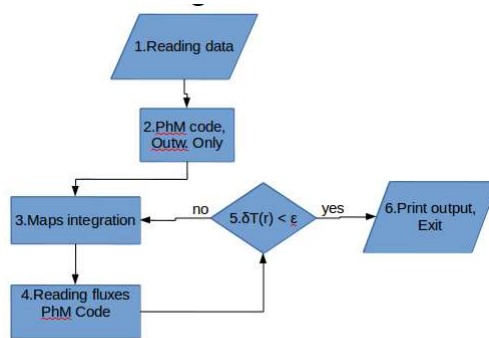 1.Reading data
2.PhM code,
Outw. Only
3.Maps integration
no
5.δT(r) < ε
yes
6.Print output,
Exit
4.Reading fluxes
PhM Code